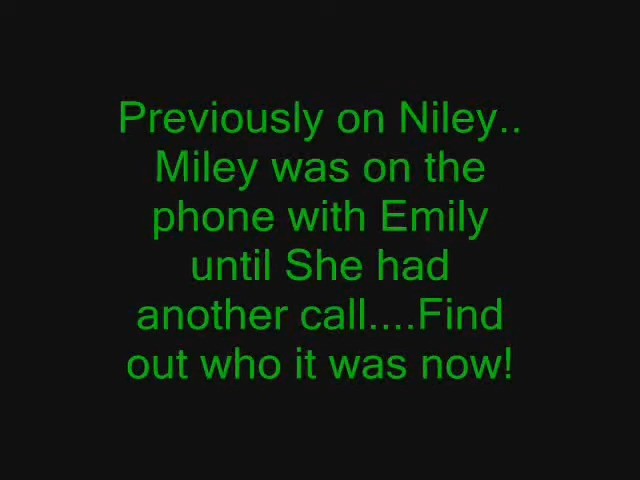 Previously on Niley..
Miley was on the
phone with Emily
until She had
another call....Find
out who it was now!